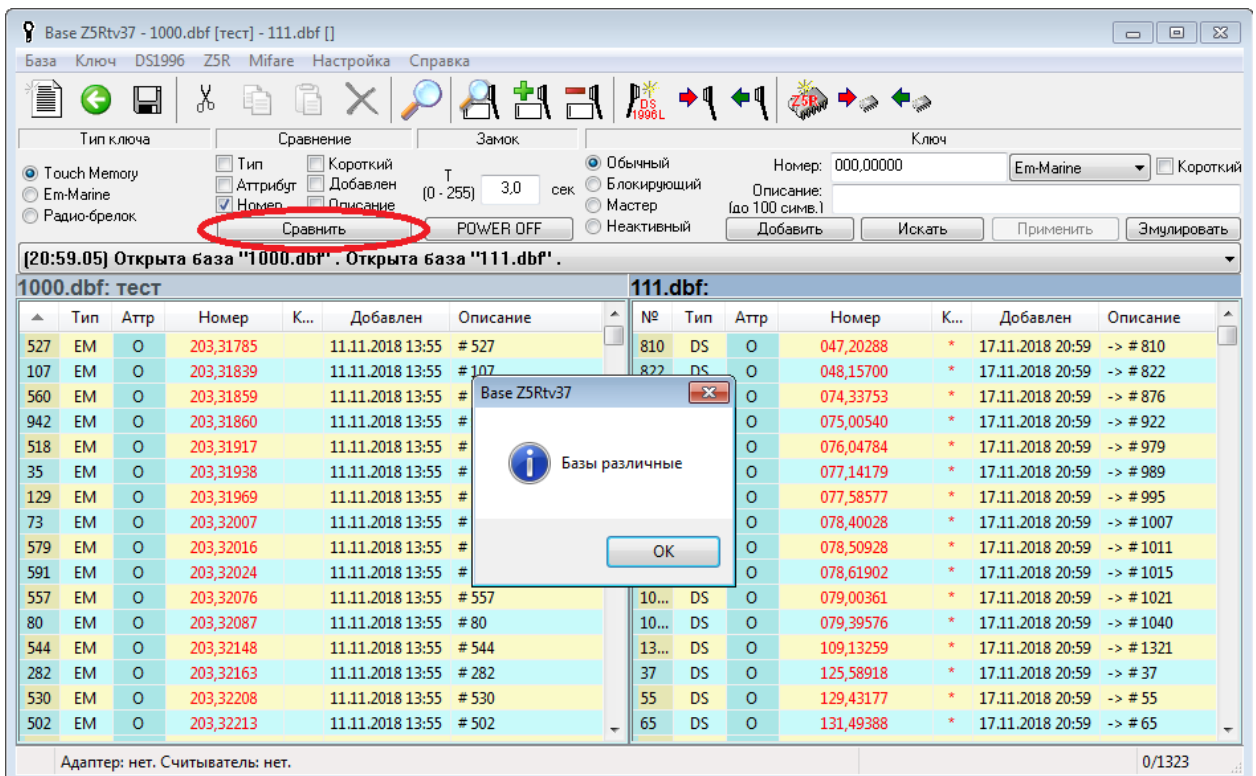 Base Z5Rtv37 - 1000.dbf [тест] - 111.dbf []
База Ключ DS1996 Z5R Mifare Настройка Справка
DS 1996L Z5R
Тип ключа Сравнение Замок Ключ
Touch Memory Тип Короткий T Обычный Номер: 000,00000 Em-Marine Короткий
Em-Marine Аттрибут Добавлен (0 - 255) 3,0 сек Блокирующий Описание:
Радио-брелок Номер Описание Мастер (до 100 симв.)
Сравнить POWER OFF Неактивный Добавить Искать Применить Эмулировать
(20:59.05) Открыта база "1000.dbf" . Открыта база "111.dbf" .
1000.dbf: тест 111.dbf:
Тип Аттр Номер К... Добавлен Описание № Тип Аттр Номер К... Добавлен Описание
527 EM О 203,31785 11.11.2018 13:55 # 527 810 DS О 047,20288 * 17.11.2018 20:59 -> # 810
107 EM О 203,31839 11.11.2018 13:55 # 107 822 DS О 048,15700 * 17.11.2018 20:59 -> # 822
560 EM О 203,31859 11.11.2018 13:55 # Base Z5Rtv37 О 074,33753 * 17.11.2018 20:59 -> # 876
942 EM О 203,31860 11.11.2018 13:55 # О 075,00540 * 17.11.2018 20:59 -> # 922
518 EM О 203,31917 11.11.2018 13:55 # О 076,04784 * 17.11.2018 20:59 -> # 979
35 EM О 203,31938 11.11.2018 13:55 # Базы различные О 077,14179 * 17.11.2018 20:59 -> # 989
129 EM О 203,31969 11.11.2018 13:55 # О 077,58577 * 17.11.2018 20:59 -> # 995
73 EM О 203,32007 11.11.2018 13:55 # О 078,40028 * 17.11.2018 20:59 -> # 1007
579 EM О 203,32016 11.11.2018 13:55 # OK О 078,50928 * 17.11.2018 20:59 -> # 1011
591 EM О 203,32024 11.11.2018 13:55 # О 078,61902 * 17.11.2018 20:59 -> # 1015
557 EM О 203,32076 11.11.2018 13:55 # 557 10... DS О 079,00361 * 17.11.2018 20:59 -> # 1021
80 EM О 203,32087 11.11.2018 13:55 # 80 10... DS О 079,39576 * 17.11.2018 20:59 -> # 1040
544 EM О 203,32148 11.11.2018 13:55 # 544 13... DS О 109,13259 * 17.11.2018 20:59 -> # 1321
282 EM О 203,32163 11.11.2018 13:55 # 282 37 DS О 125,58918 * 17.11.2018 20:59 -> # 37
530 EM О 203,32208 11.11.2018 13:55 # 530 55 DS О 129,43177 * 17.11.2018 20:59 -> # 55
502 EM О 203,32213 11.11.2018 13:55 # 502 65 DS О 131,49388 * 17.11.2018 20:59 -> # 65
Адаптер: нет. Считыватель: нет. 0/1323